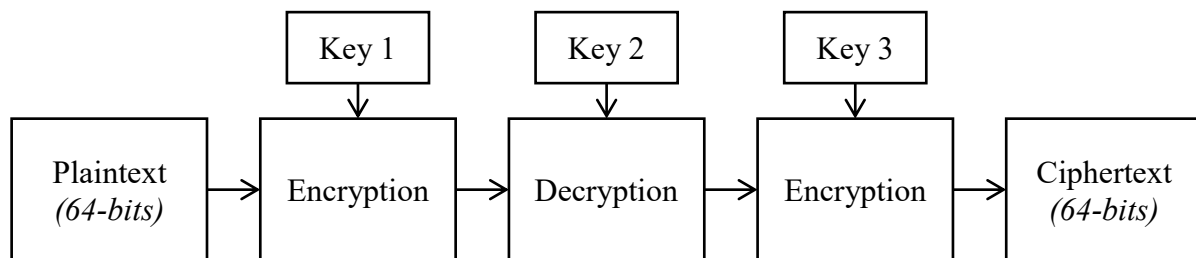 Key 1
Key 2
Key 3
Plaintext
(64-bits)
Encryption
Decryption
Encryption
Ciphertext
(64-bits)